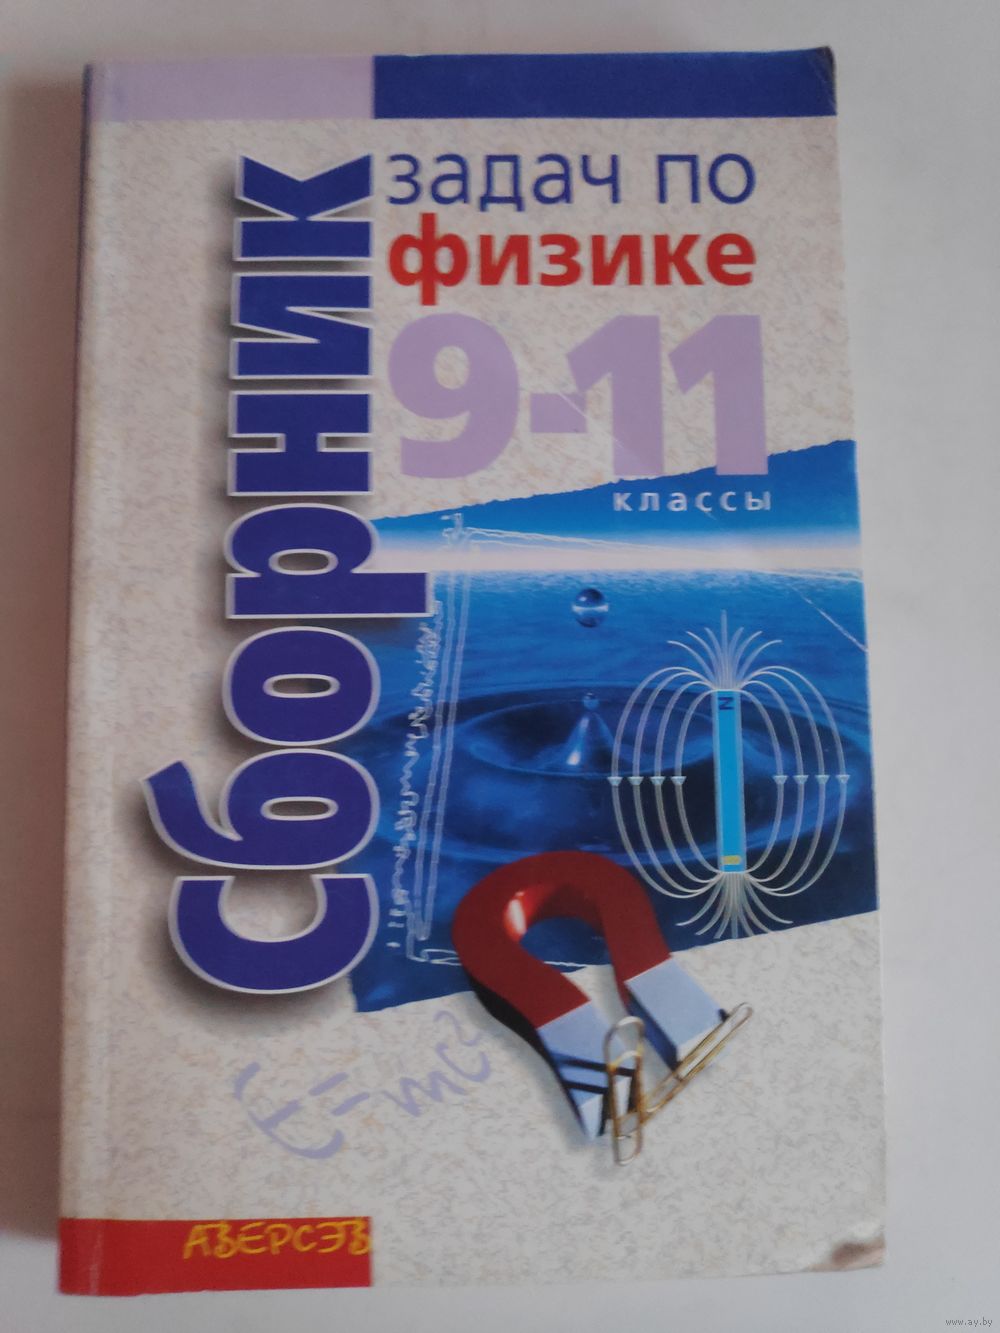 Сборник
задач по
физике
9-11
классы
N
S
E=mc²
АВЕРСЭВ
www.ay.by